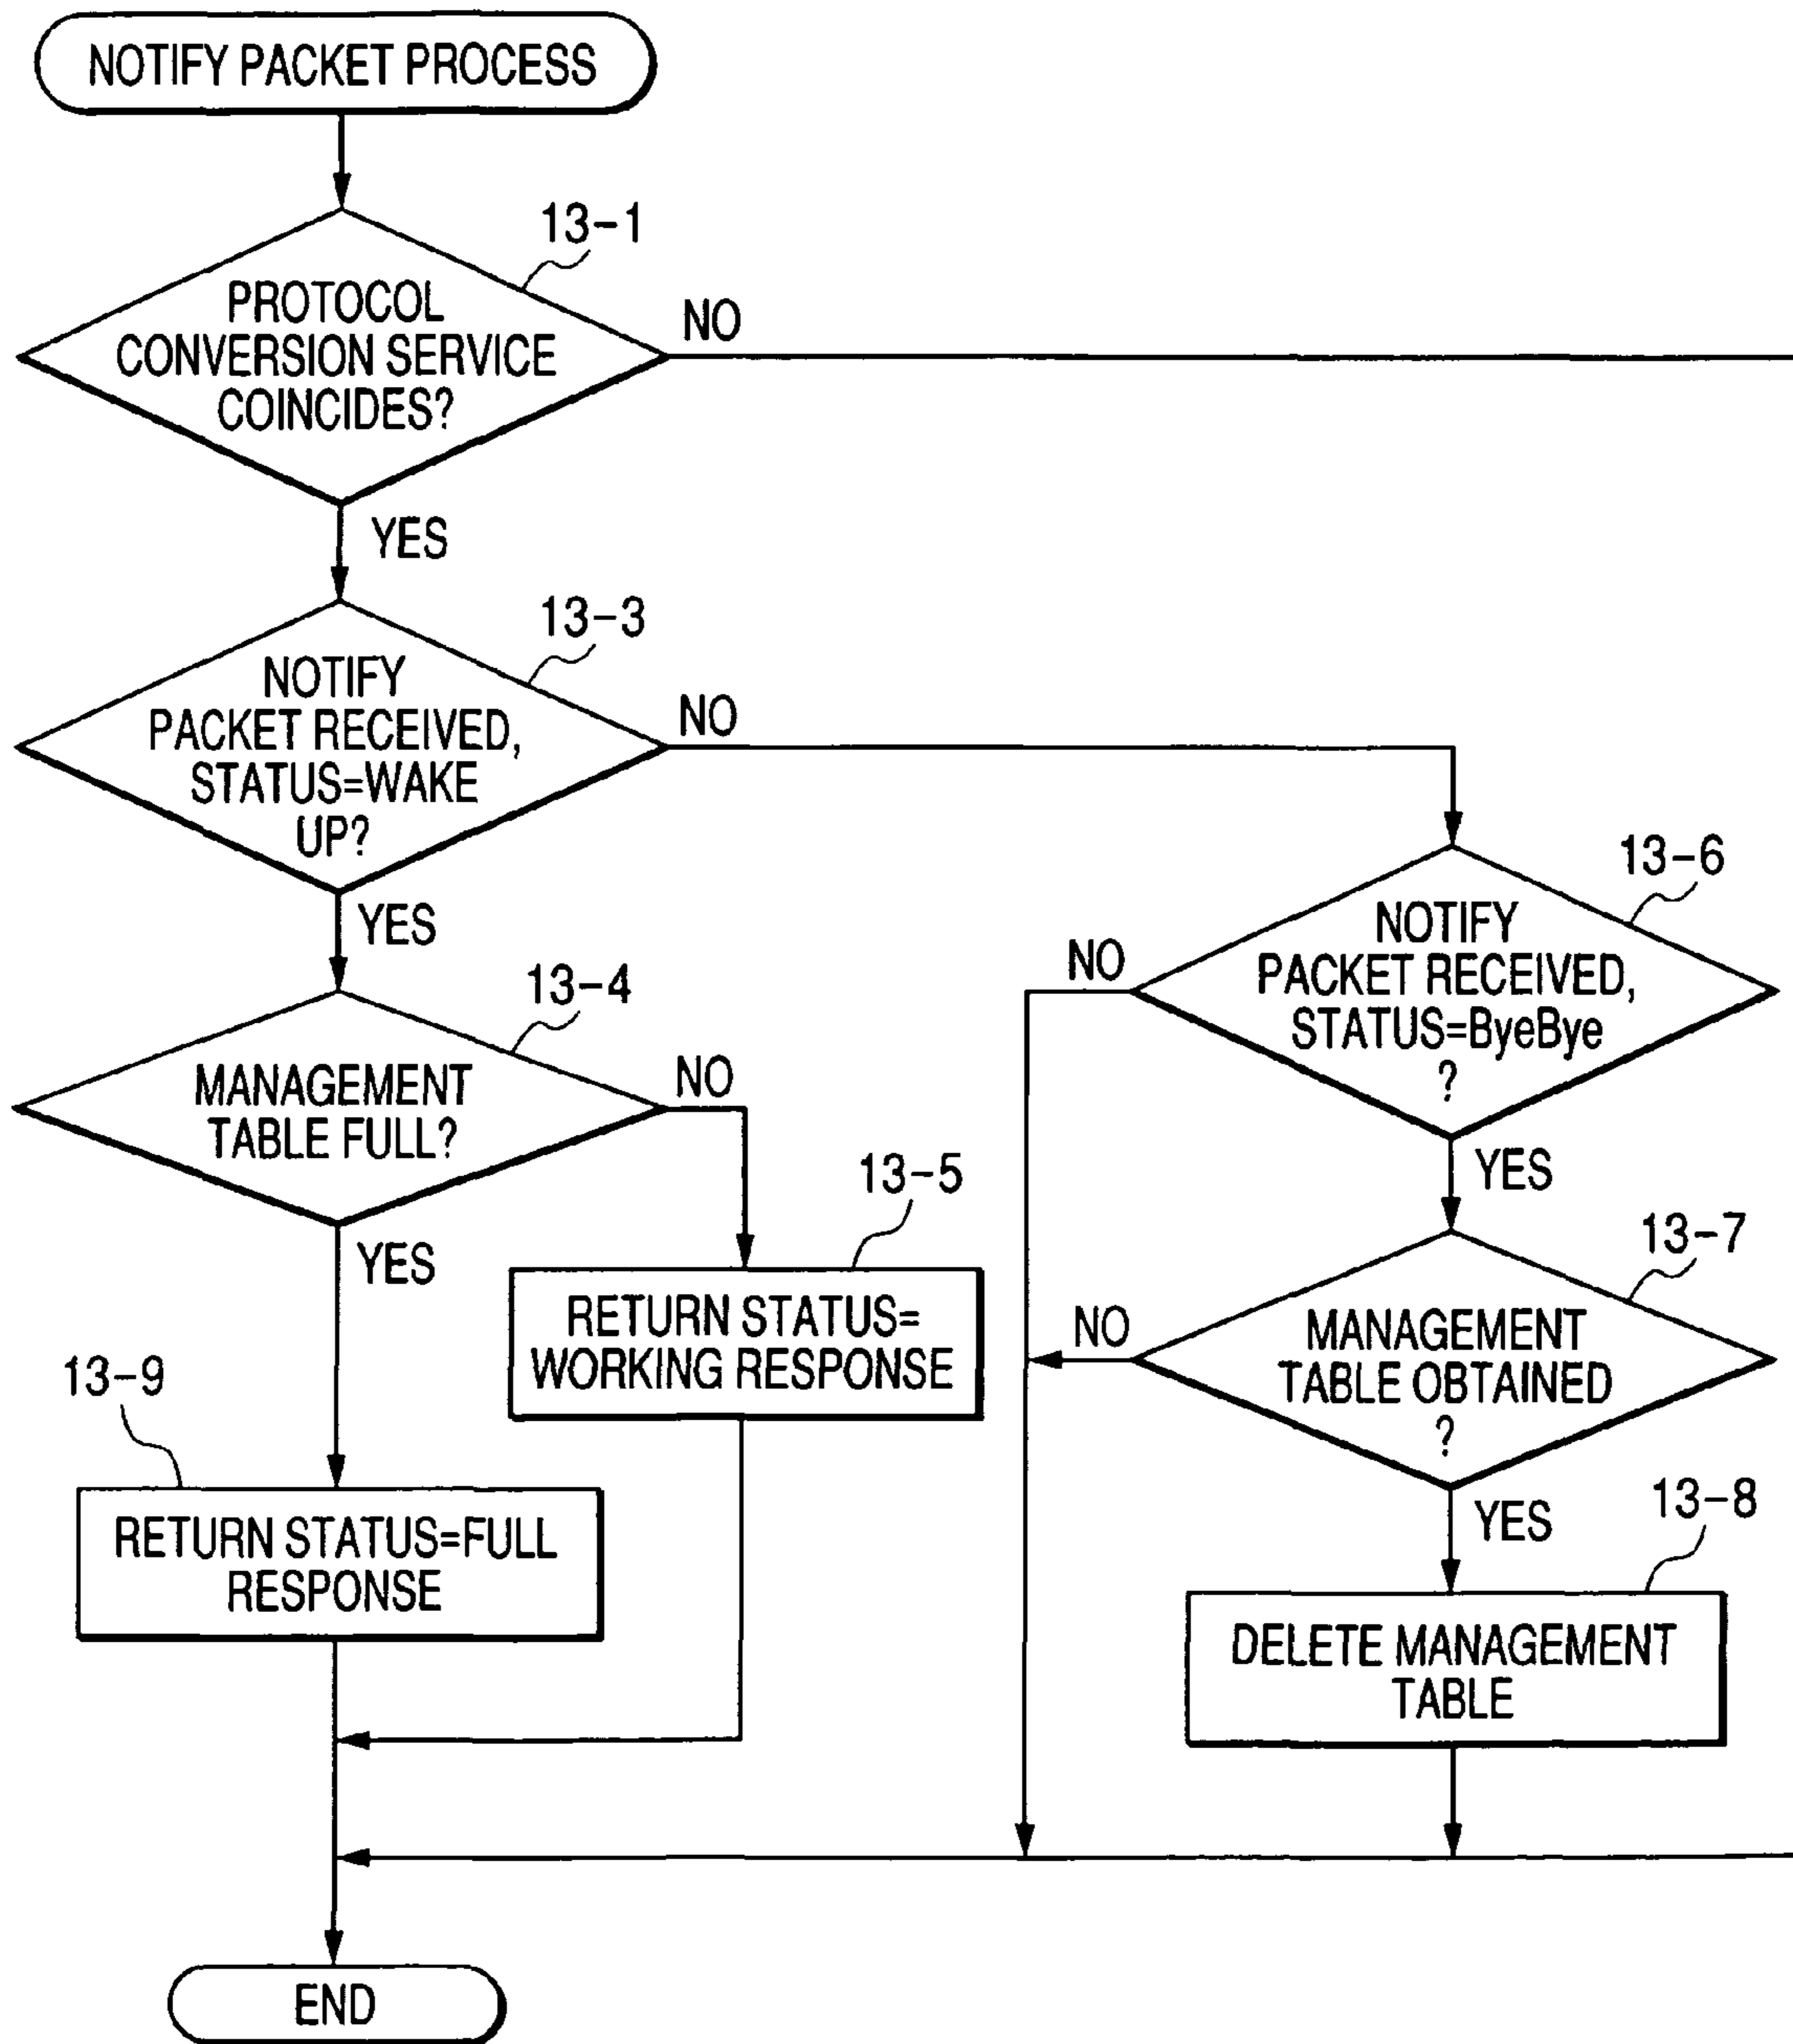 NOTIFY PACKET PROCESS
13-1
PROTOCOL
CONVERSION SERVICE
COINCIDES?
NO
YES
13-3
NOTIFY
PACKET RECEIVED,
STATUS=WAKE
UP?
NO
YES
13-4
MANAGEMENT
TABLE FULL?
NO
YES
13-5
RETURN STATUS=
WORKING RESPONSE
13-9
RETURN STATUS=FULL
RESPONSE
13-6
NOTIFY
PACKET RECEIVED,
STATUS=ByeBye
?
NO
YES
13-7
MANAGEMENT
TABLE OBTAINED
?
NO
YES
13-8
DELETE MANAGEMENT
TABLE
END